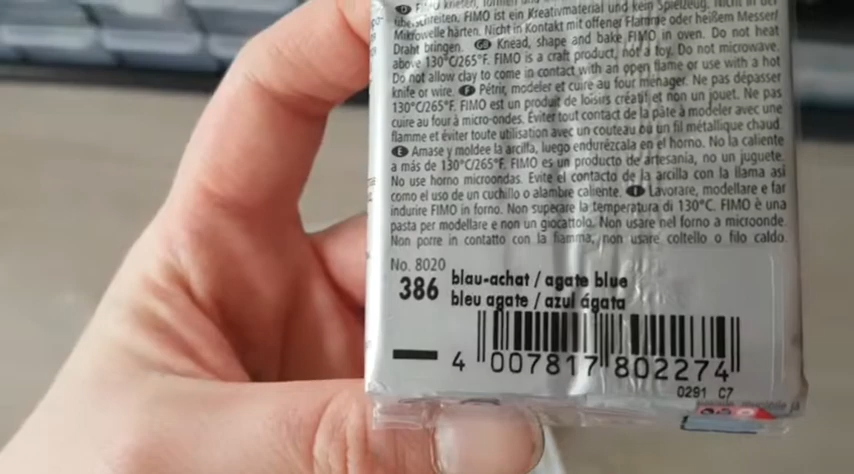 kneten, formen und
überschreiten. FIMO ist ein Kreativmaterial und kein Spielzeug. Nicht in der
Mikrowelle härten. Nicht in Kontakt mit offener Flamme oder heißem Messer/
Draht bringen. GB Knead, shape and bake FIMO in oven. Do not heat
above 130°C/265°F. FIMO is a craft product, not a toy. Do not microwave.
Do not allow clay to come in contact with an open flame or use with a hot
knife or wire. F Pétrir, modeler et cuire au four ménager. Ne pas dépasser
130°C/265°F. FIMO est un produit de loisirs créatif et non un jouet. Ne pas
cuire au four à micro-ondes. Éviter tout contact de la pâte à modeler avec une
flamme et éviter toute utilisation avec un couteau ou un fil métallique chaud.
E Amase y moldee la arcilla, luego endurézcala en el horno. No la caliente
a más de 130°C/265°F. FIMO es un producto de artesanía, no un juguete.
No use horno microondas. Evite el contacto de la arcilla con la llama así
como el uso de un cuchillo o alambre caliente. I Lavorare, modellare e far
indurire FIMO in forno. Non superare la temperatura di 130°C. FIMO è una
pasta per modellare e non un giocattolo. Non usare nel forno a microonde.
Non porre in contatto con la fiamma, non usare coltello o filo caldo.
No. 8020
386 blau-achat / agate blue
bleu agate / azul ágata
4 007817 802274
0291 C7